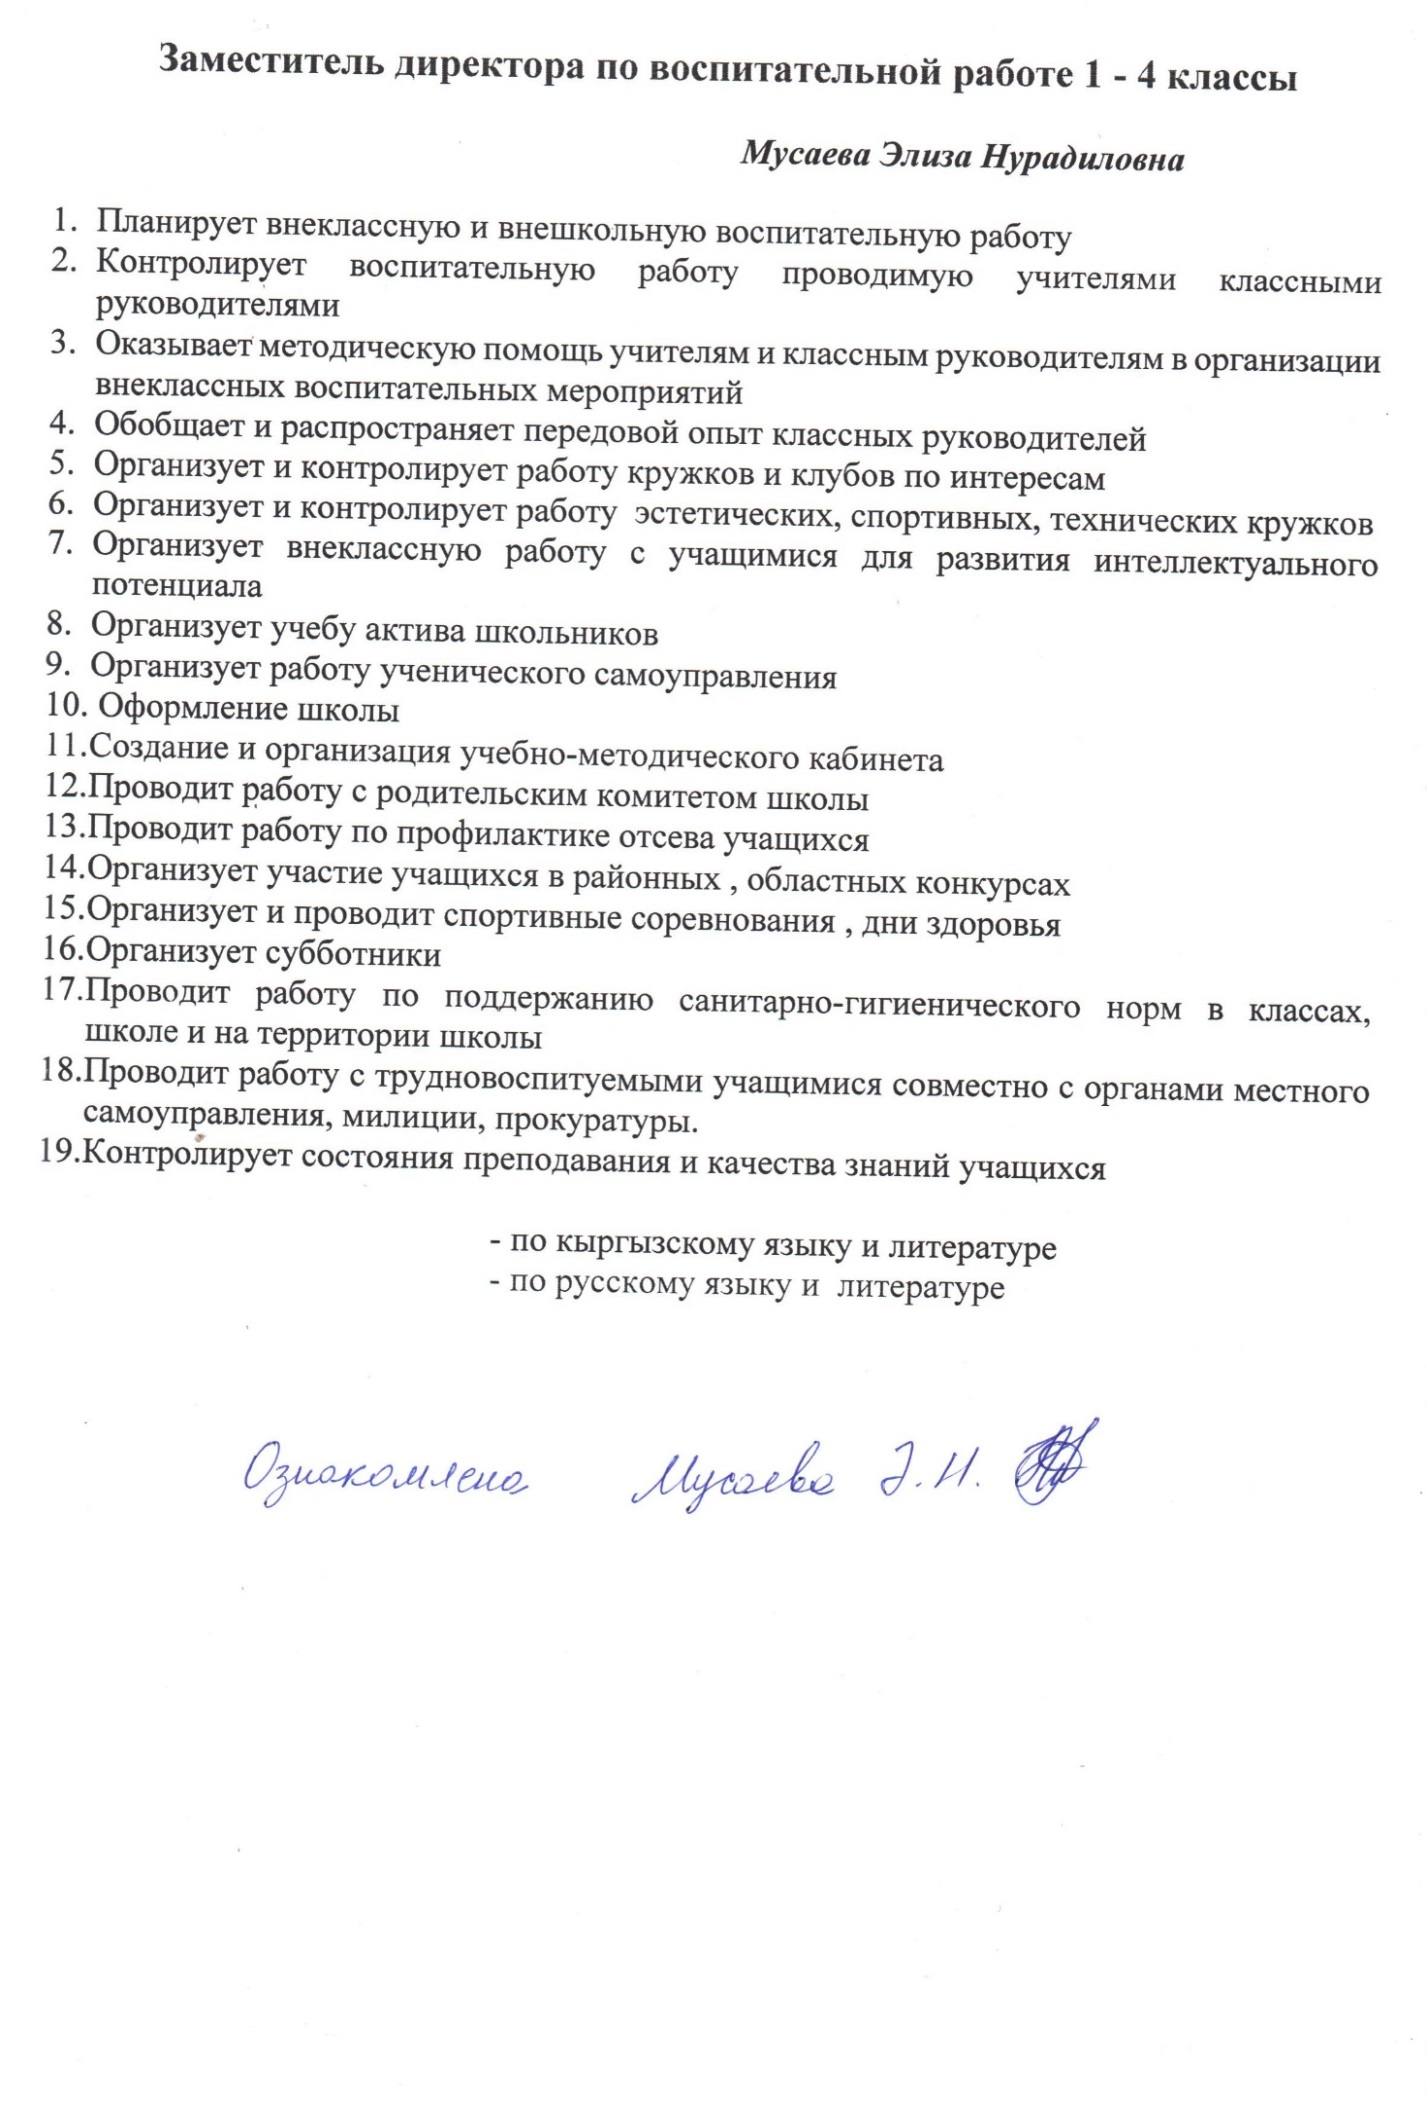 Заместитель директора по воспитательной работе 1 - 4 классы
Мусаева Элиза Нурадиловна
1. Планирует внеклассную и внешкольную воспитательную работу
2. Контролирует воспитательную работу проводимую учителями классными
руководителями
3. Оказывает методическую помощь учителям и классным руководителям в организации
внеклассных воспитательных мероприятий
4. Обобщает и распространяет передовой опыт классных руководителей
5. Организует и контролирует работу кружков и клубов по интересам
6. Организует и контролирует работу эстетических, спортивных, технических кружков
7. Организует внеклассную работу с учащимися для развития интеллектуального
потенциала
8. Организует учебу актива школьников
9. Организует работу ученического самоуправления
10. Оформление школы
11.Создание и организация учебно-методического кабинета
12.Проводит работу с родительским комитетом школы
13.Проводит работу по профилактике отсева учащихся
14.Организует участие учащихся в районных , областных конкурсах
15.Организует и проводит спортивные соревнования , дни здоровья
16.Организует субботники
17.Проводит работу по поддержанию санитарно-гигиенического норм в классах,
школе и на территории школы
18.Проводит работу с трудновоспитуемыми учащимися совместно с органами местного
самоуправления, милиции, прокуратуры.
19.Контролирует состояния преподавания и качества знаний учащихся
- по кыргызскому языку и литературе
- по русскому языку и литературе
Ознакомлена Мусаева Э.Н.